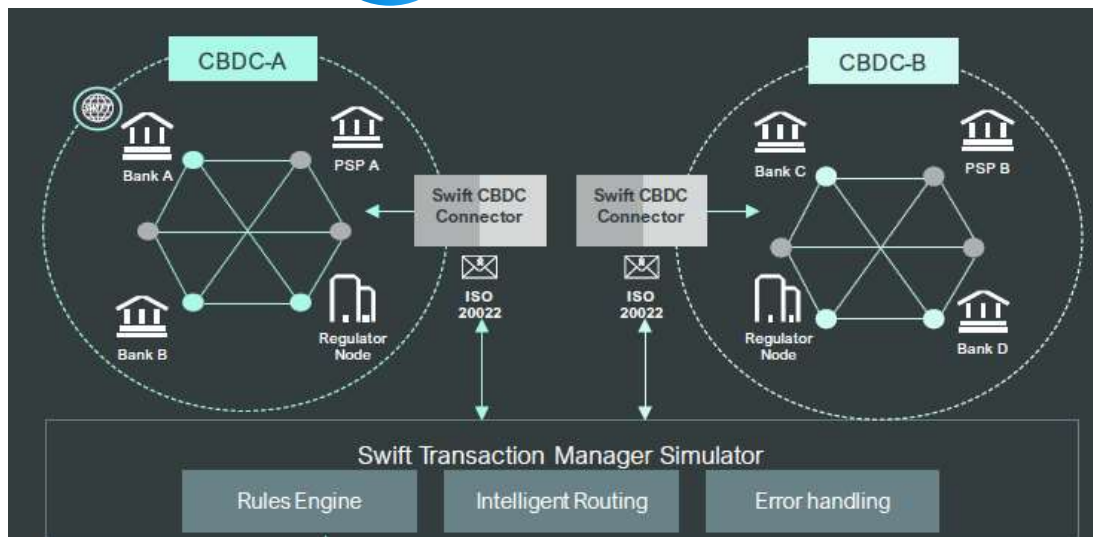 CBDC-A
CBDC-B
Bank A
PSP A
Bank C
PSP B
Swift CBDC
Connector
Swift CBDC
Connector
ISO
20022
ISO
20022
Bank B
Regulator
Node
Regulator
Node
Bank D
Swift Transaction Manager Simulator
Rules Engine
Intelligent Routing
Error handling